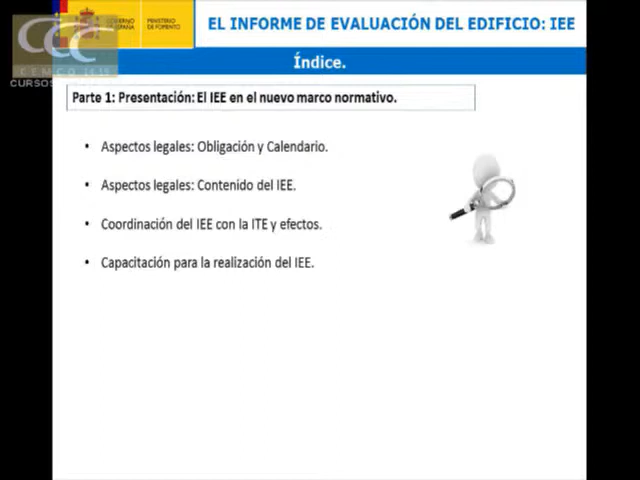 GOBIERNO DE ESPAÑA
MINISTERIO DE FOMENTO
EL INFORME DE EVALUACIÓN DEL EDIFICIO: IEE
CCC
CURSOS
Índice.
Parte 1: Presentación: El IEE en el nuevo marco normativo.
• Aspectos legales: Obligación y Calendario.
• Aspectos legales: Contenido del IEE.
• Coordinación del IEE con la ITE y efectos.
• Capacitación para la realización del IEE.